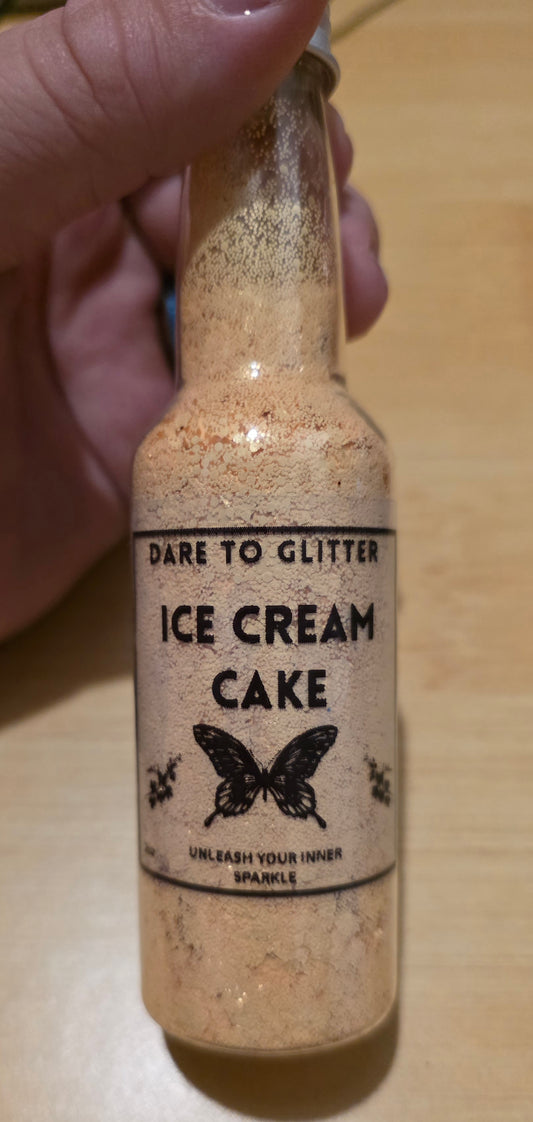 DARE TO GLITTER
ICE CREAM
CAKE
UNLEASH YOUR INNER
SPARKLE